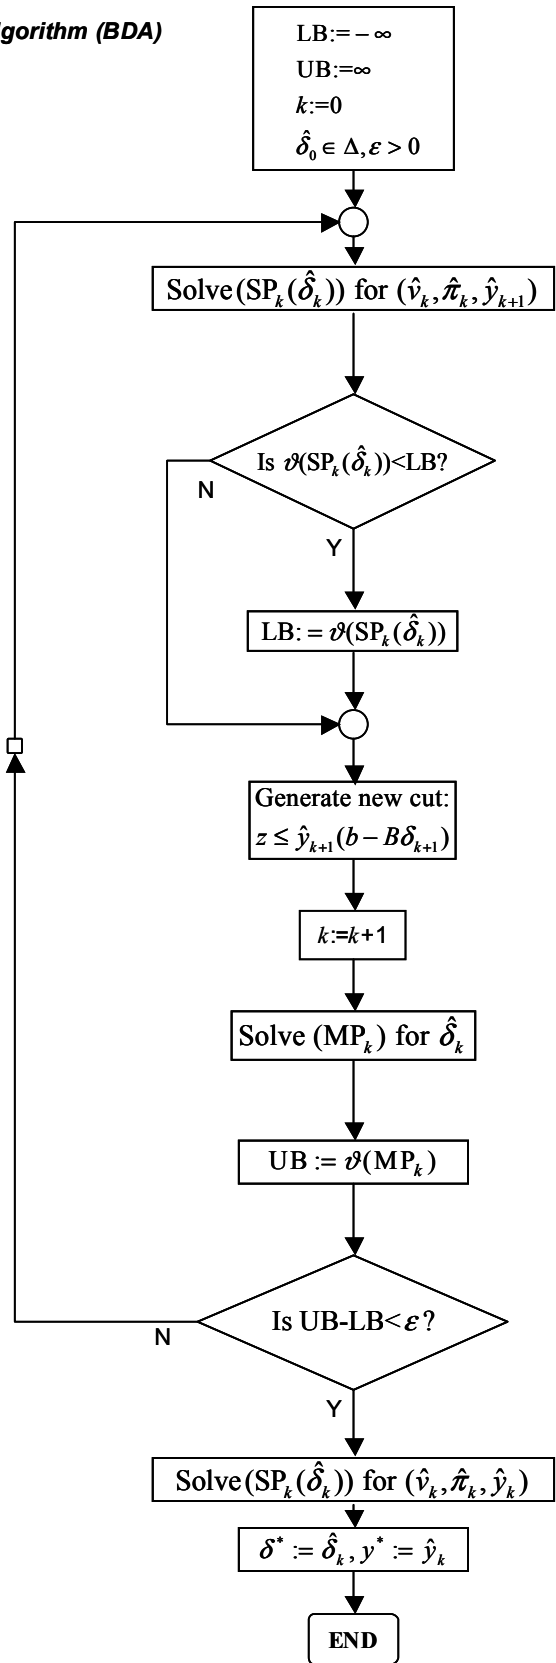 gorithm (BDA)
LB:= – ∞
UB:=∞
k:=0
δ̂₀ ∈ Δ, ε > 0
Solve(SPₖ(δ̂ₖ)) for (v̂ₖ, π̂ₖ, ŷₖ₊₁)
Is ϑ(SPₖ(δ̂ₖ))<LB?
N
Y
LB: = ϑ(SPₖ(δ̂ₖ))
Generate new cut:
z ≤ ŷₖ₊₁(b – Bδₖ₊₁)
k:=k+1
Solve (MPₖ) for δ̂ₖ
UB := ϑ(MPₖ)
Is UB-LB< ε ?
N
Y
Solve(SPₖ(δ̂ₖ)) for (v̂ₖ, π̂ₖ, ŷₖ)
δ* := δ̂ₖ, y* := ŷₖ
END